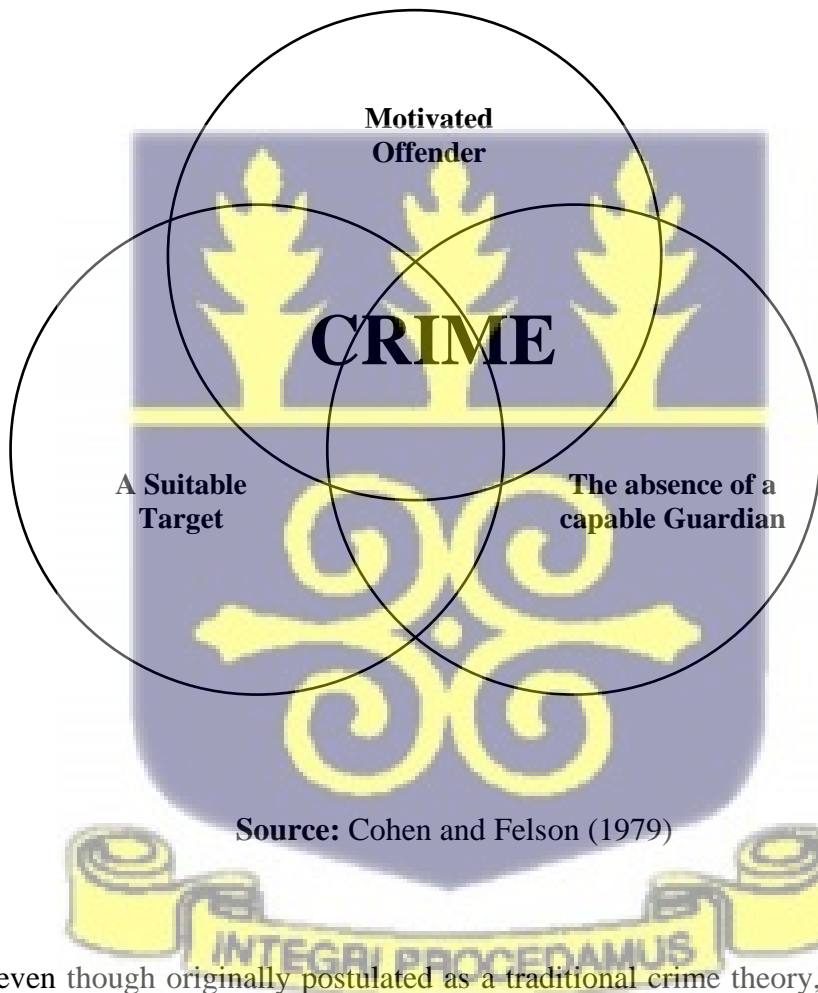 Motivated
Offender
CRIME
A Suitable
Target
The absence of a
capable Guardian
Source: Cohen and Felson (1979)
INTEGRI PROCEDAMUS
even though originally postulated as a traditional crime theory,